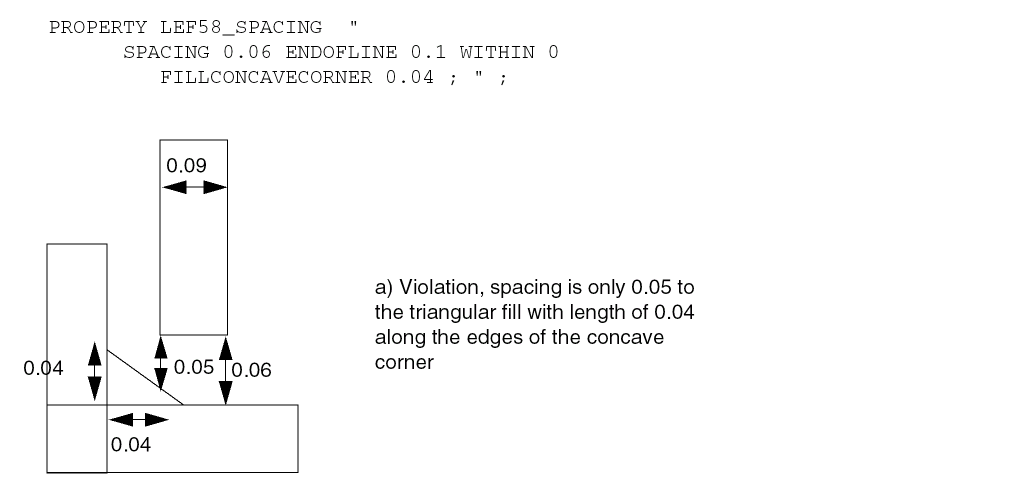 PROPERTY LEF58_SPACING "
SPACING 0.06 ENDOFLINE 0.1 WITHIN 0
FILLCONCAVECORNER 0.04 ; " ;
0.09
a) Violation, spacing is only 0.05 to
the triangular fill with length of 0.04
along the edges of the concave
corner
0.04
0.05
0.06
0.04